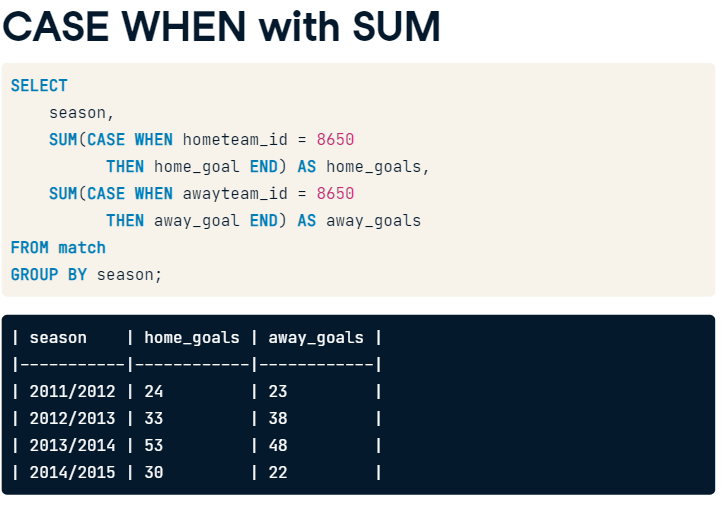 CASE WHEN with SUM
SELECT
season,
SUM(CASE WHEN hometeam_id = 8650
THEN home_goal END) AS home_goals,
SUM(CASE WHEN awayteam_id = 8650
THEN away_goal END) AS away_goals
FROM match
GROUP BY season;
| season    | home_goals | away_goals |
|-----------|------------|------------|
| 2011/2012 | 24         | 23         |
| 2012/2013 | 33         | 38         |
| 2013/2014 | 53         | 48         |
| 2014/2015 | 30         | 22         |